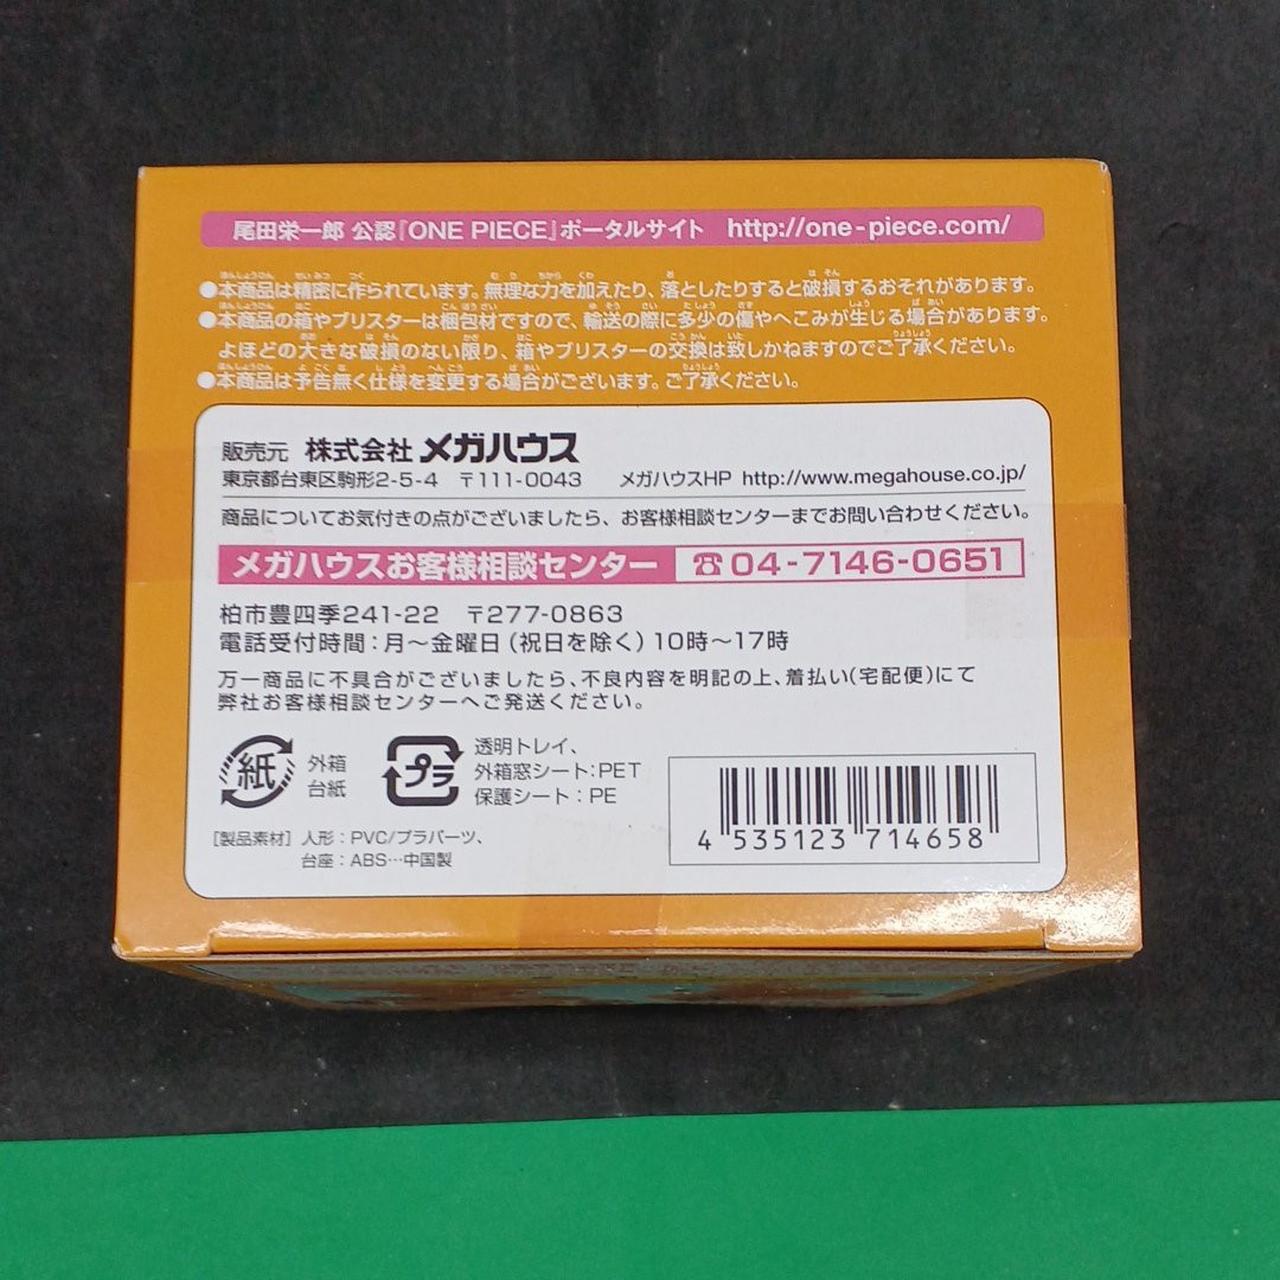 尾田栄一郎 公認『ONE PIECE』ポータルサイト http://one-piece.com/
●本商品は精密に作られています。無理な力を加えたり、落としたりすると破損するおそれがあります。
●本商品の箱やブリスターは梱包材ですので、輸送の際に多少の傷やへこみが生じる場合があります。
よほどの大きな破損のない限り、箱やブリスターの交換は致しかねますのでご了承ください。
●本商品は予告無く仕様を変更する場合がございます。ご了承ください。
販売元 株式会社 メガハウス
東京都台東区駒形2-5-4 〒111-0043 メガハウスHP http://www.megahouse.co.jp/
商品についてお気付きの点がございましたら、お客様相談センターまでお問い合わせください。
メガハウスお客様相談センター ☎04-7146-0651
柏市豊四季241-22 〒277-0863
電話受付時間：月～金曜日（祝日を除く）10時～17時
万一商品に不具合がございましたら、不良内容を明記の上、着払い(宅配便)にて
弊社お客様相談センターへご発送ください。
紙 外箱
台紙
プラ 透明トレイ、
外箱窓シート：PET
保護シート：PE
[製品素材] 人形：PVC/プラパーツ、
台座：ABS…中国製
4 535123 714658